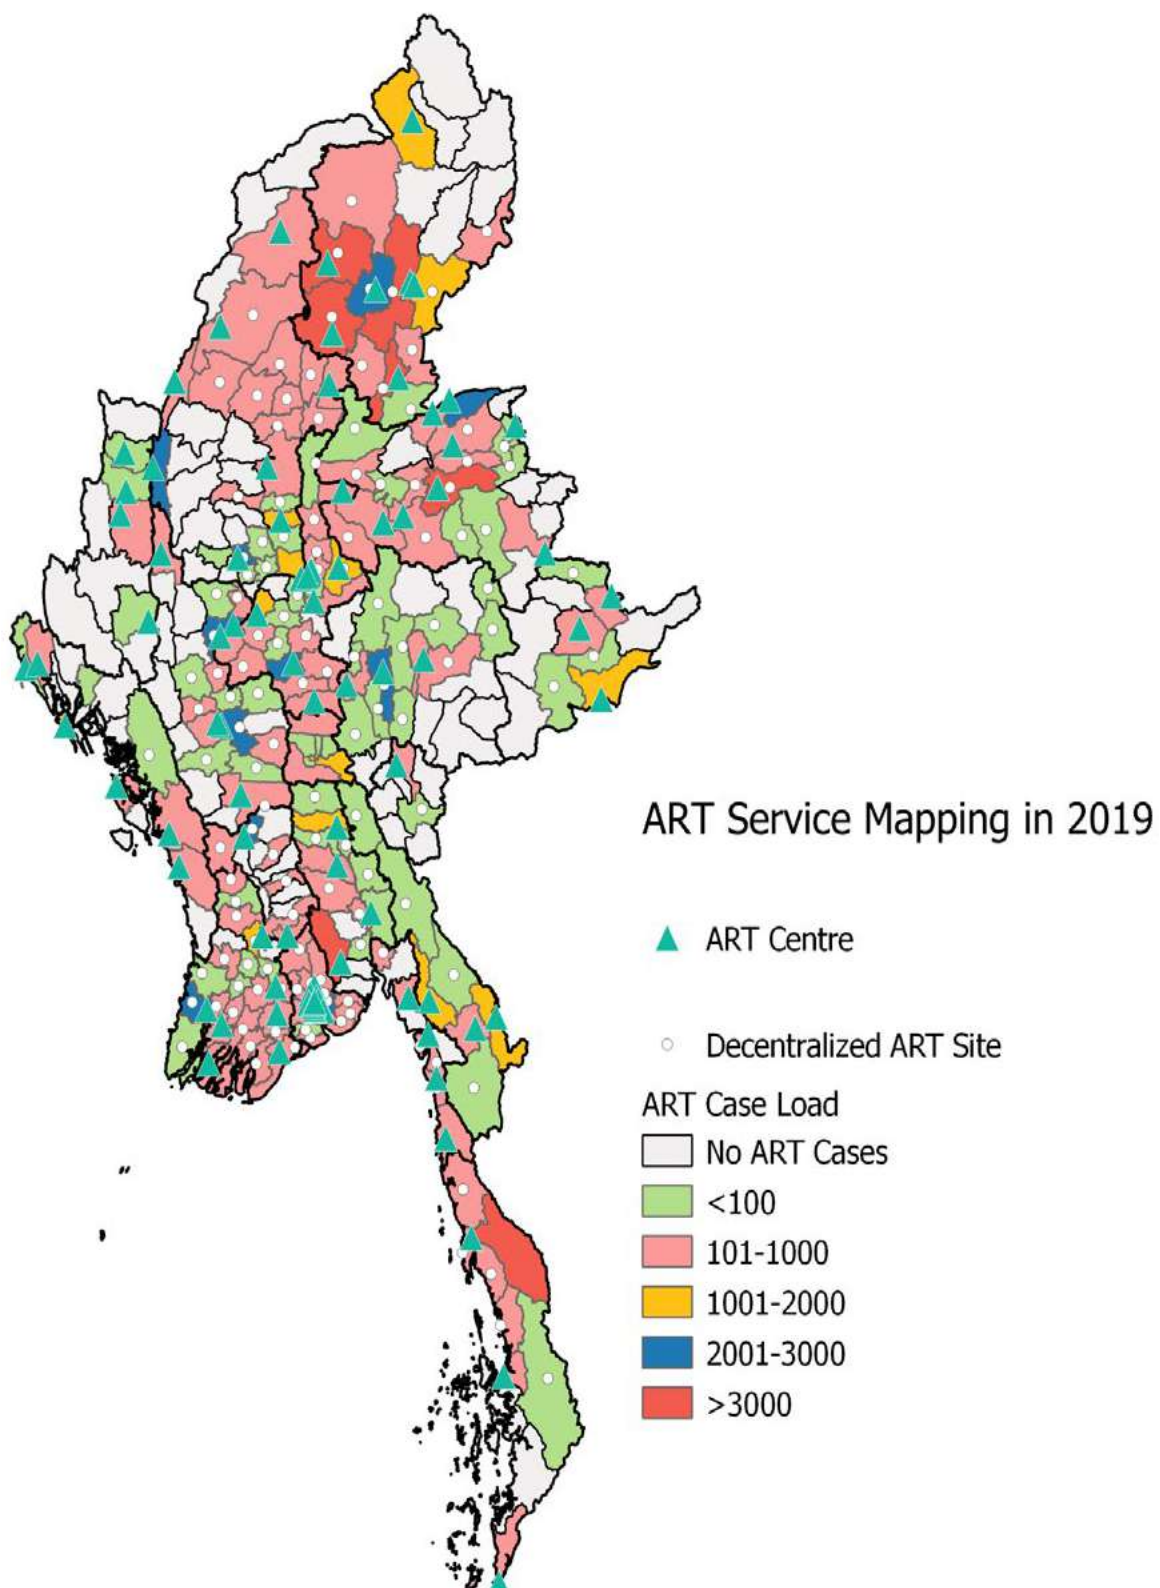 ART Service Mapping in 2019
ART Centre
Decentralized ART Site
ART Case Load
No ART Cases
<100
101-1000
1001-2000
2001-3000
>3000